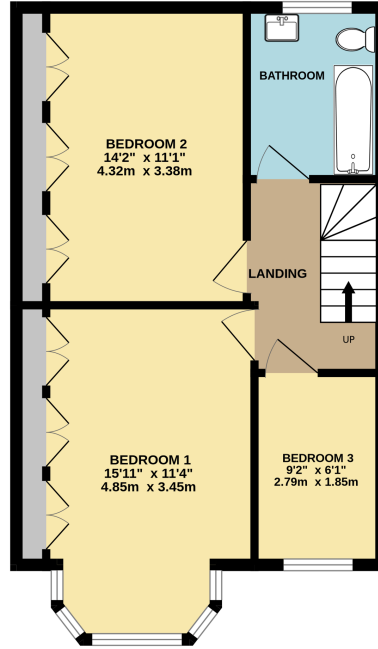 BATHROOM
BEDROOM 2
14'2" x 11'1"
4.32m x 3.38m
LANDING
UP
BEDROOM 1
15'11" x 11'4"
4.85m x 3.45m
BEDROOM 3
9'2" x 6'1"
2.79m x 1.85m